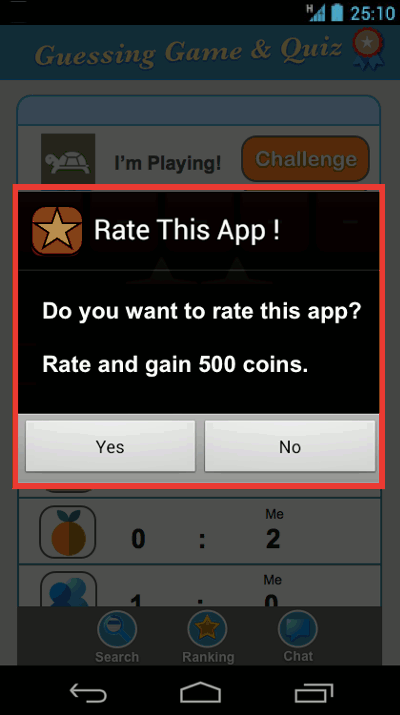 H 25:10
Guessing Game & Quiz
I'm Playing! Challenge
Rate This App !
Do you want to rate this app?
Rate and gain 500 coins.
Yes No
Me
0 : 2
Me
1 : 0
Search Ranking Chat